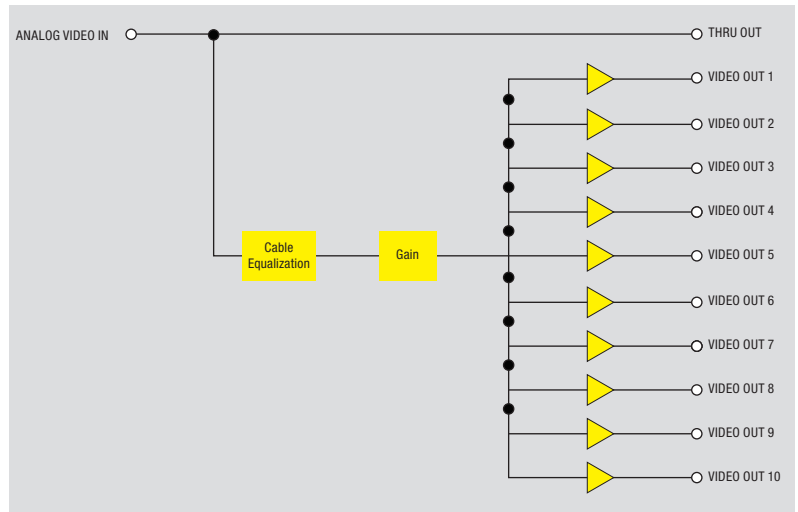 ANALOG VIDEO IN
THRU OUT
VIDEO OUT 1
VIDEO OUT 2
VIDEO OUT 3
VIDEO OUT 4
Cable
Equalization
Gain
VIDEO OUT 5
VIDEO OUT 6
VIDEO OUT 7
VIDEO OUT 8
VIDEO OUT 9
VIDEO OUT 10